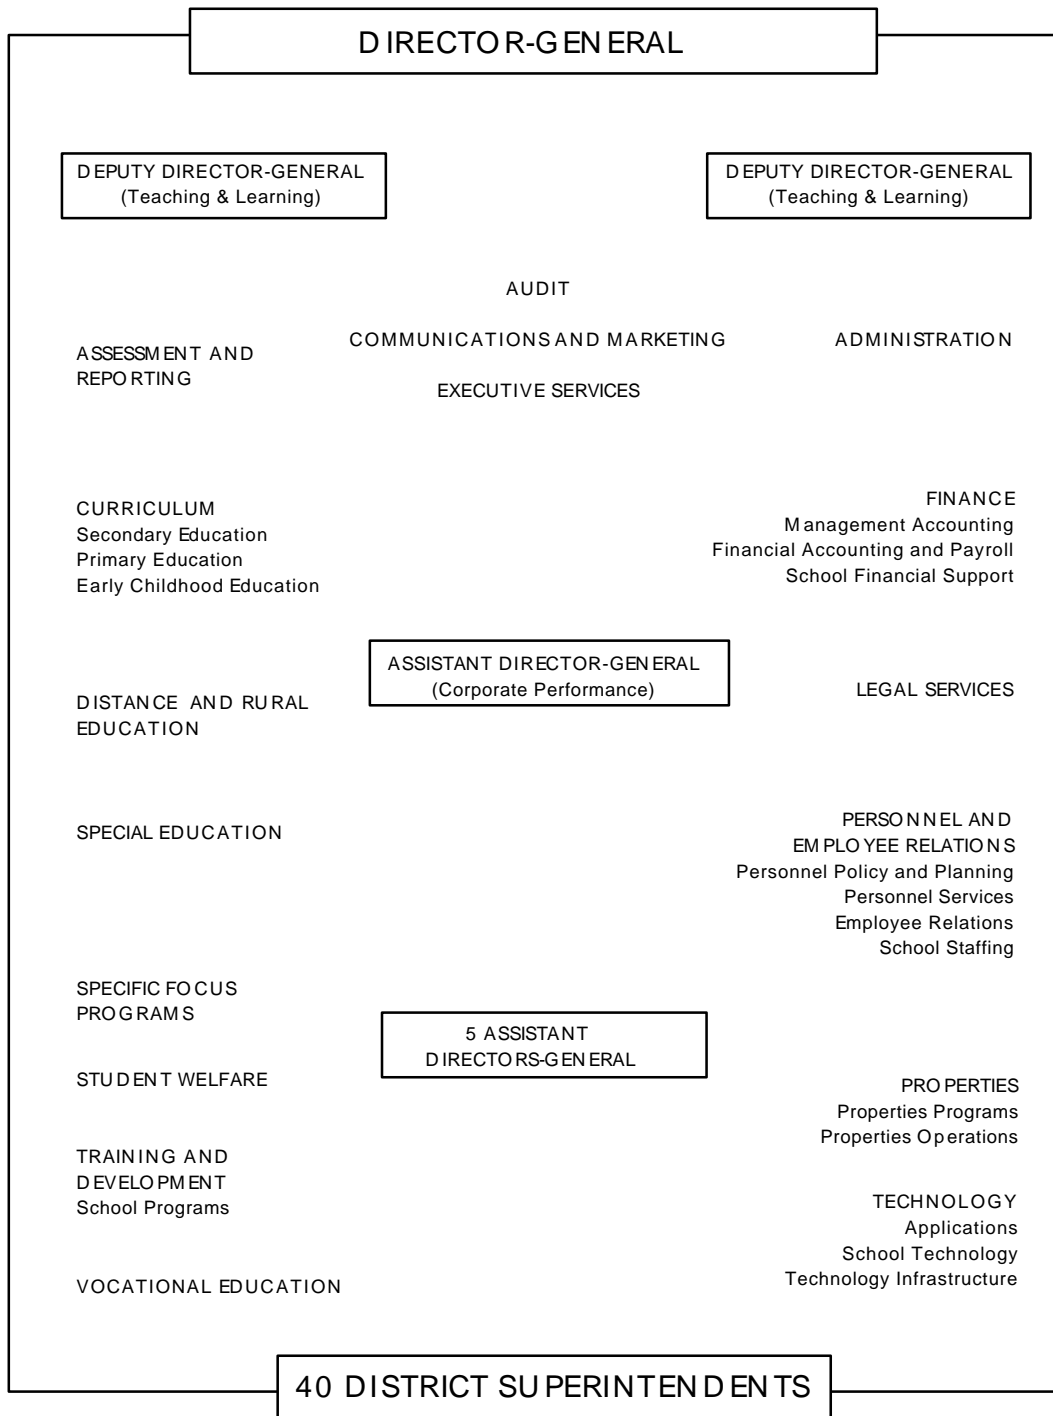 DIRECTOR-GENERAL
DEPUTY DIRECTOR-GENERAL
(Teaching & Learning)
DEPUTY DIRECTOR-GENERAL
(Teaching & Learning)
AUDIT
COMMUNICATIONS AND MARKETING
EXECUTIVE SERVICES
ASSESSMENT AND
REPORTING
CURRICULUM
Secondary Education
Primary Education
Early Childhood Education
DISTANCE AND RURAL
EDUCATION
SPECIAL EDUCATION
SPECIFIC FOCUS
PROGRAMS
STUDENT WELFARE
TRAINING AND
DEVELOPMENT
School Programs
VOCATIONAL EDUCATION
ASSISTANT DIRECTOR-GENERAL
(Corporate Performance)
5 ASSISTANT
DIRECTORS-GENERAL
ADMINISTRATION
FINANCE
Management Accounting
Financial Accounting and Payroll
School Financial Support
LEGAL SERVICES
PERSONNEL AND
EMPLOYEE RELATIONS
Personnel Policy and Planning
Personnel Services
Employee Relations
School Staffing
PROPERTIES
Properties Programs
Properties Operations
TECHNOLOGY
Applications
School Technology
Technology Infrastructure
40 DISTRICT SUPERINTENDENTS